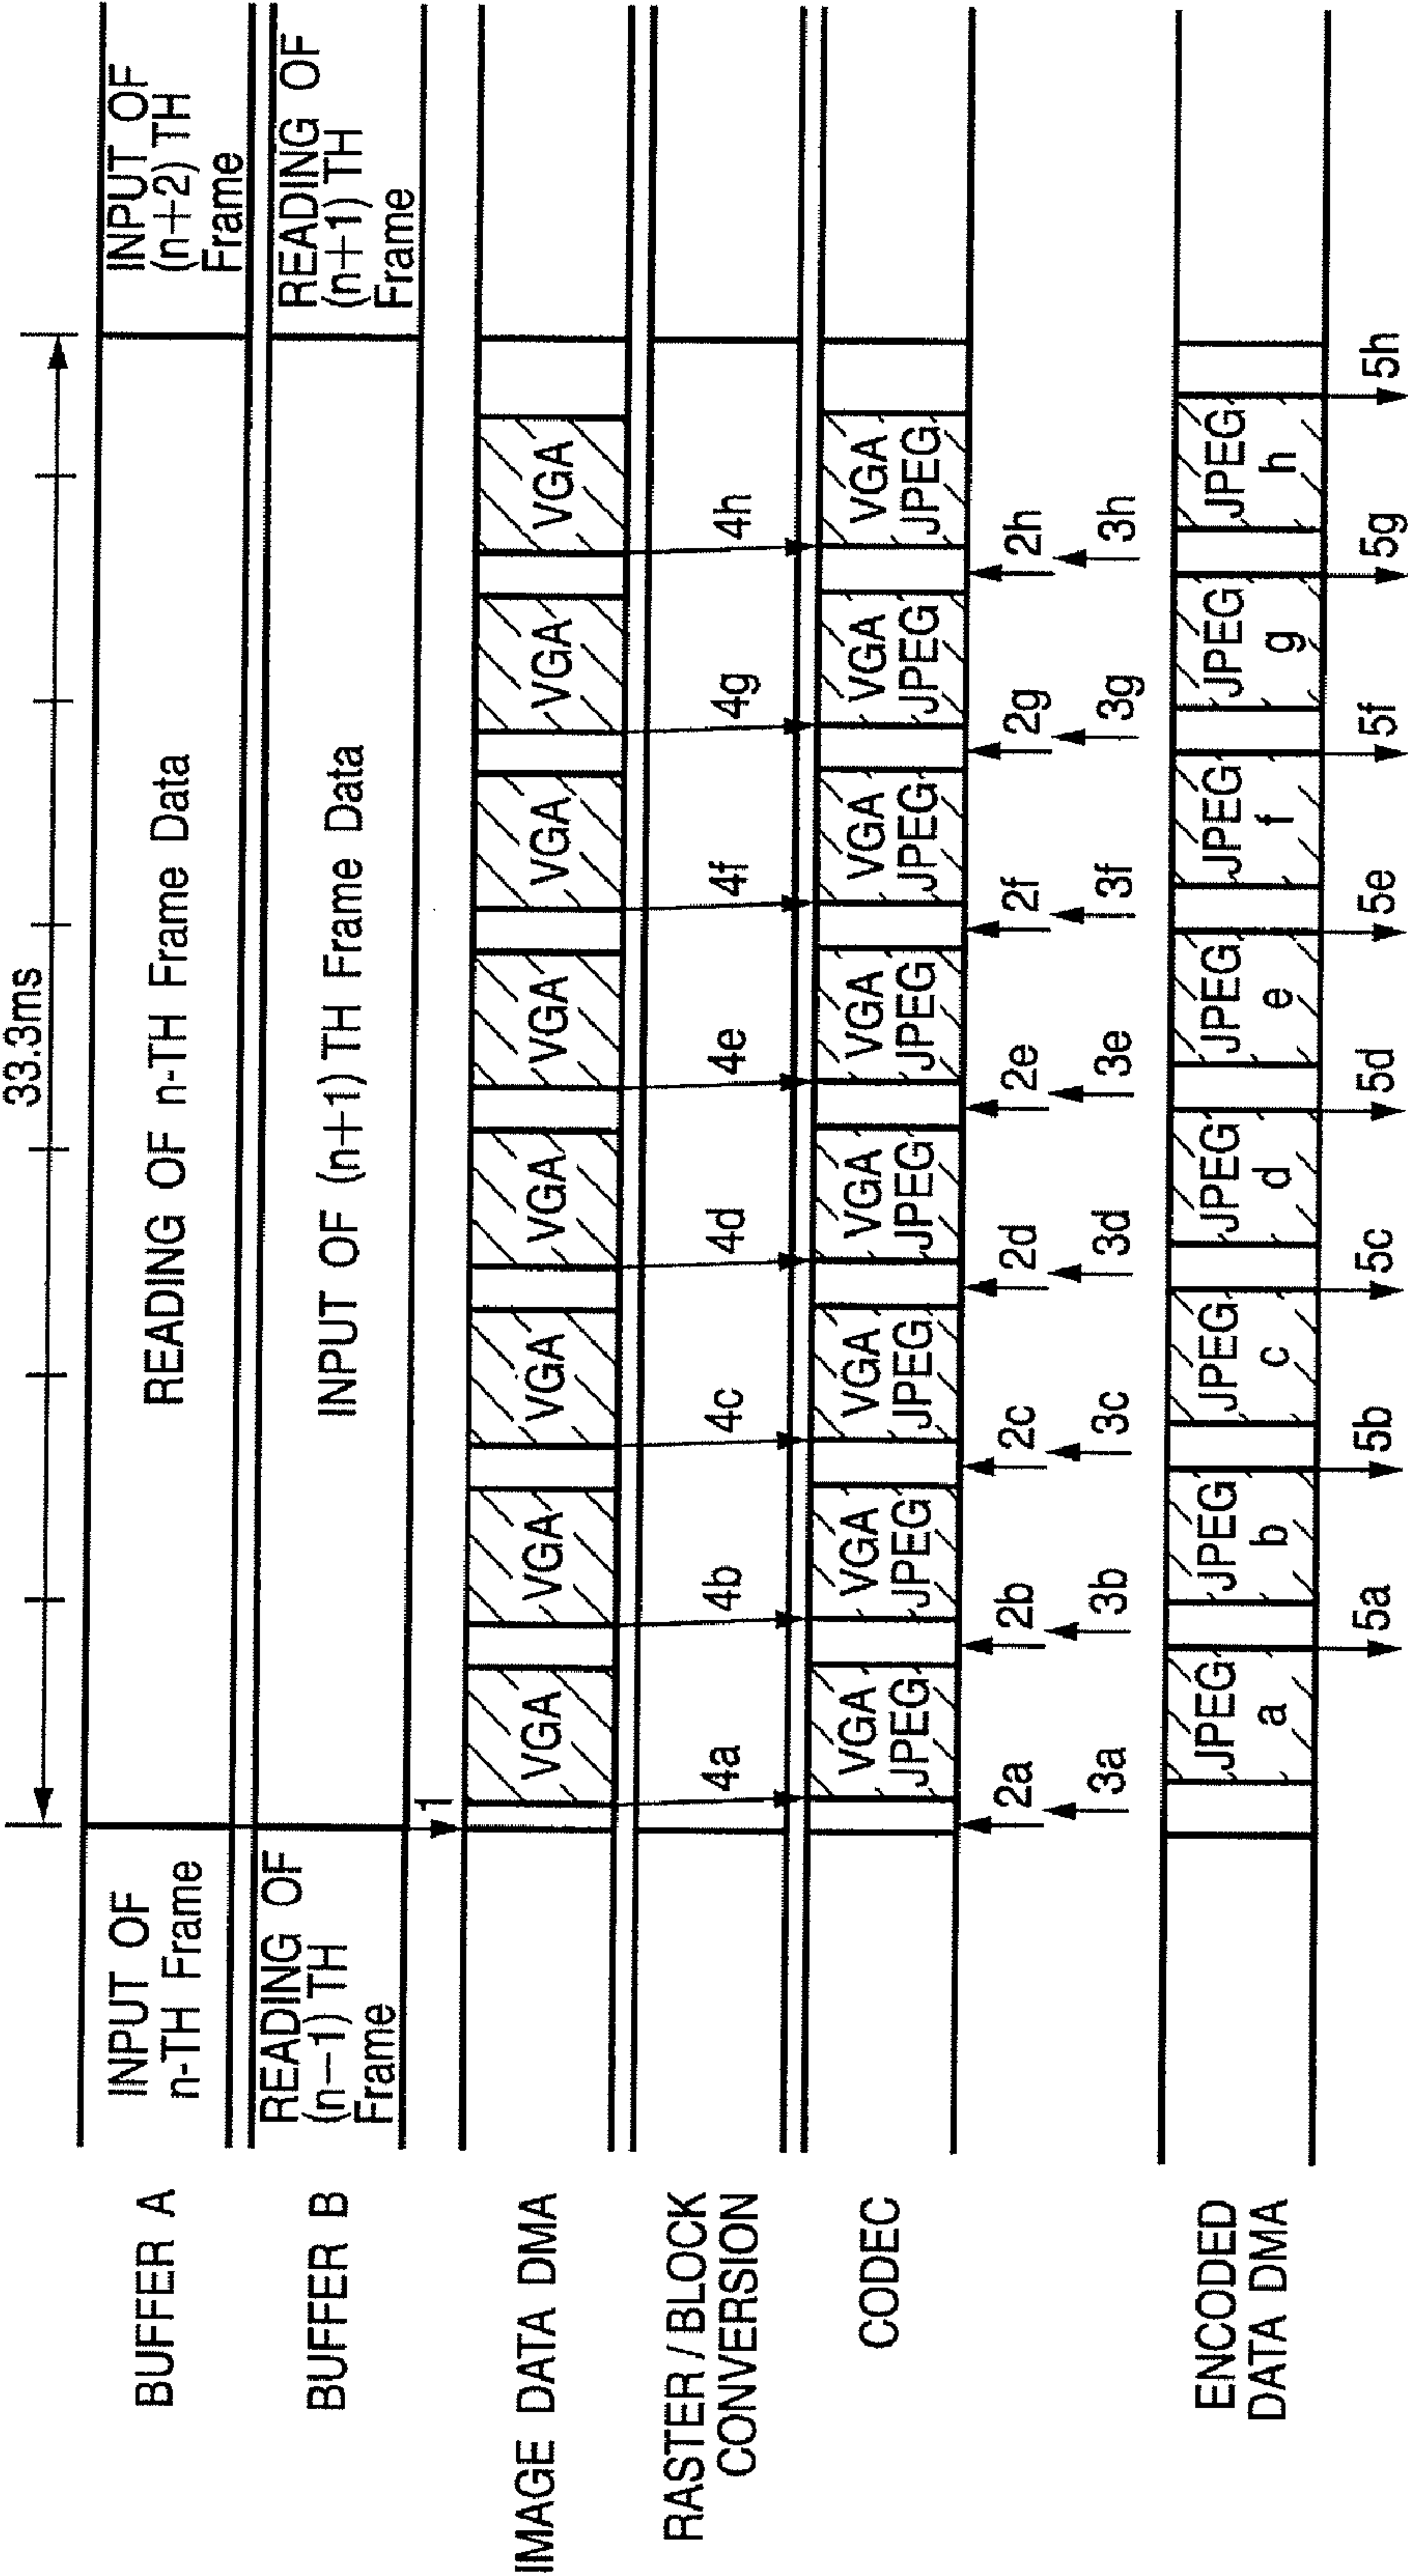 33.3ms
BUFFER A
INPUT OF
n-TH Frame
READING OF n-TH Frame Data
INPUT OF
(n+2) TH
Frame
BUFFER B
READING OF
(n−1) TH
Frame
INPUT OF (n+1) TH Frame Data
READING OF
(n+1) TH
Frame
1
IMAGE DATA DMA
VGA
VGA
VGA
VGA
VGA
VGA
VGA
VGA
RASTER/BLOCK
CONVERSION
4a
4b
4c
4d
4e
4f
4g
4h
CODEC
VGA
JPEG
VGA
JPEG
VGA
JPEG
VGA
JPEG
VGA
JPEG
VGA
JPEG
VGA
JPEG
VGA
JPEG
2a
2b
2c
2d
2e
2f
2g
2h
3a
3b
3c
3d
3e
3f
3g
3h
ENCODED
DATA DMA
JPEG
a
JPEG
b
JPEG
c
JPEG
d
JPEG
e
JPEG
f
JPEG
g
JPEG
h
5a
5b
5c
5d
5e
5f
5g
5h